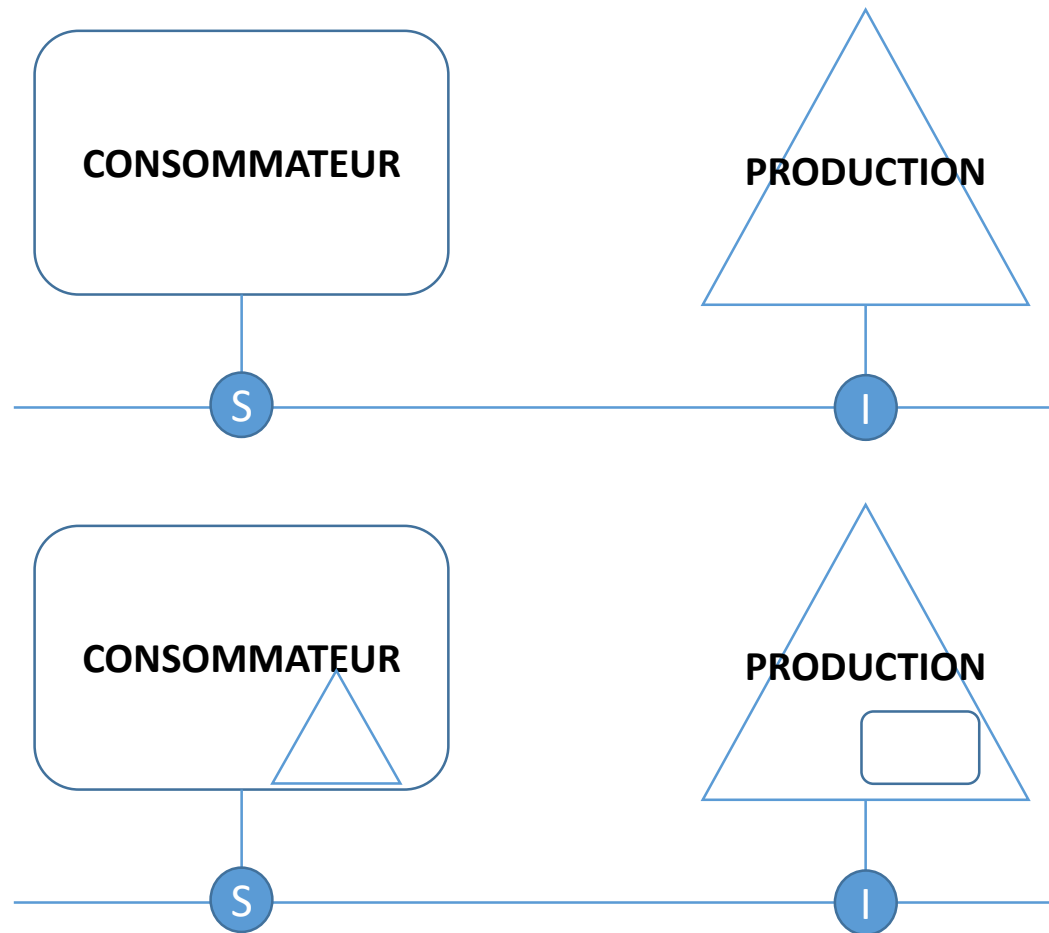 CONSOMMATEUR
PRODUCTION
S
I
CONSOMMATEUR
PRODUCTION
S
I